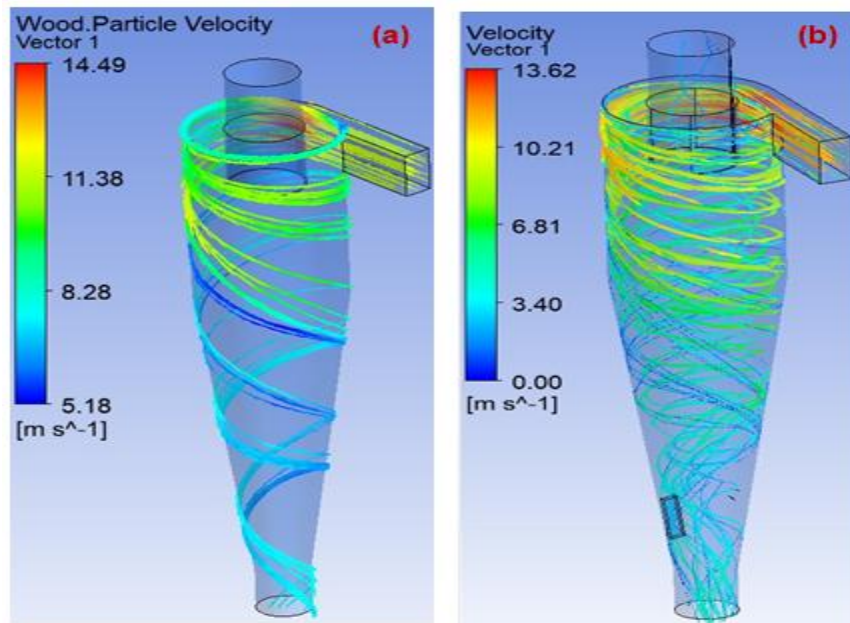 Wood.Particle Velocity
Vector 1
(a)
14.49
11.38
8.28
5.18
[m s^-1]
Velocity
Vector 1
(b)
13.62
10.21
6.81
3.40
0.00
[m s^-1]